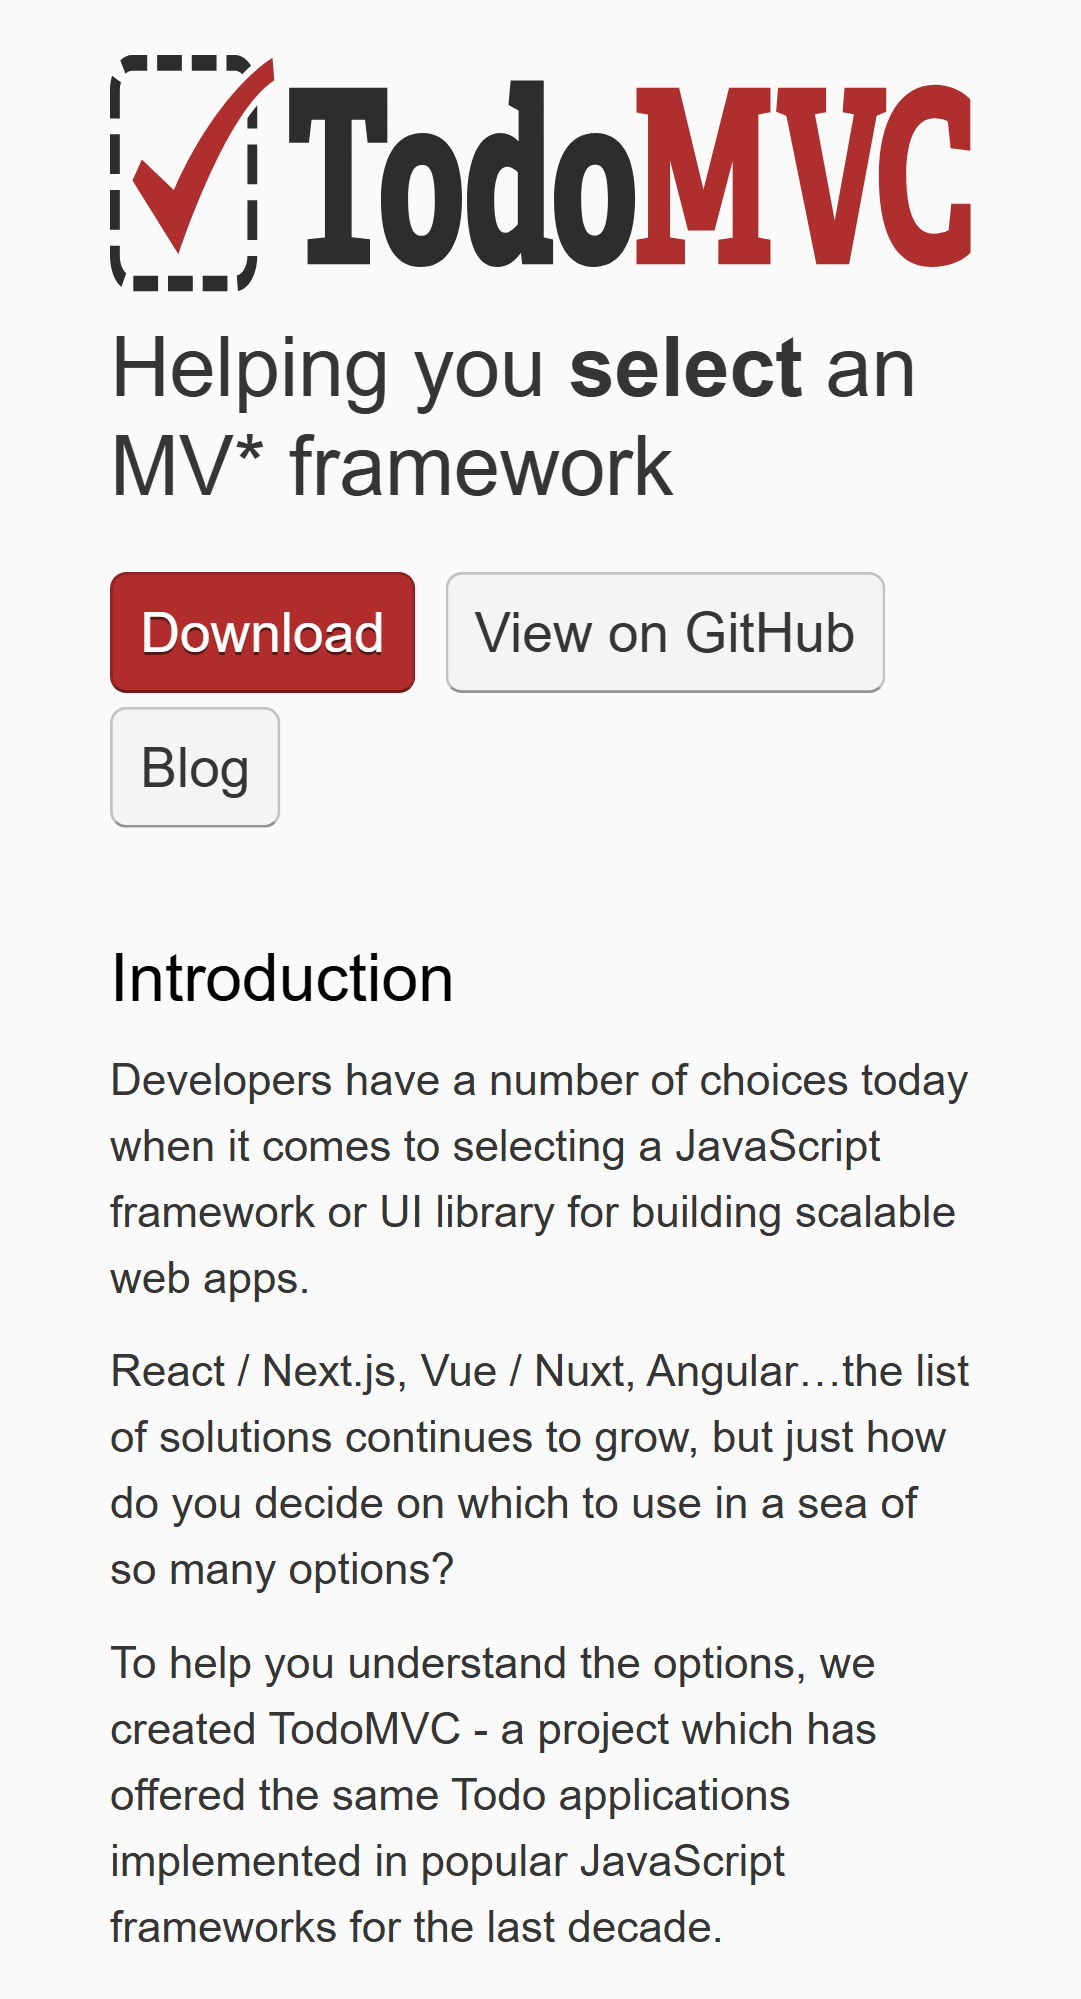 TodoMVC
Helping you select an
MV* framework
Download
View on GitHub
Blog
Introduction
Developers have a number of choices today
when it comes to selecting a JavaScript
framework or UI library for building scalable
web apps.
React / Next.js, Vue / Nuxt, Angular…the list
of solutions continues to grow, but just how
do you decide on which to use in a sea of
so many options?
To help you understand the options, we
created TodoMVC - a project which has
offered the same Todo applications
implemented in popular JavaScript
frameworks for the last decade.